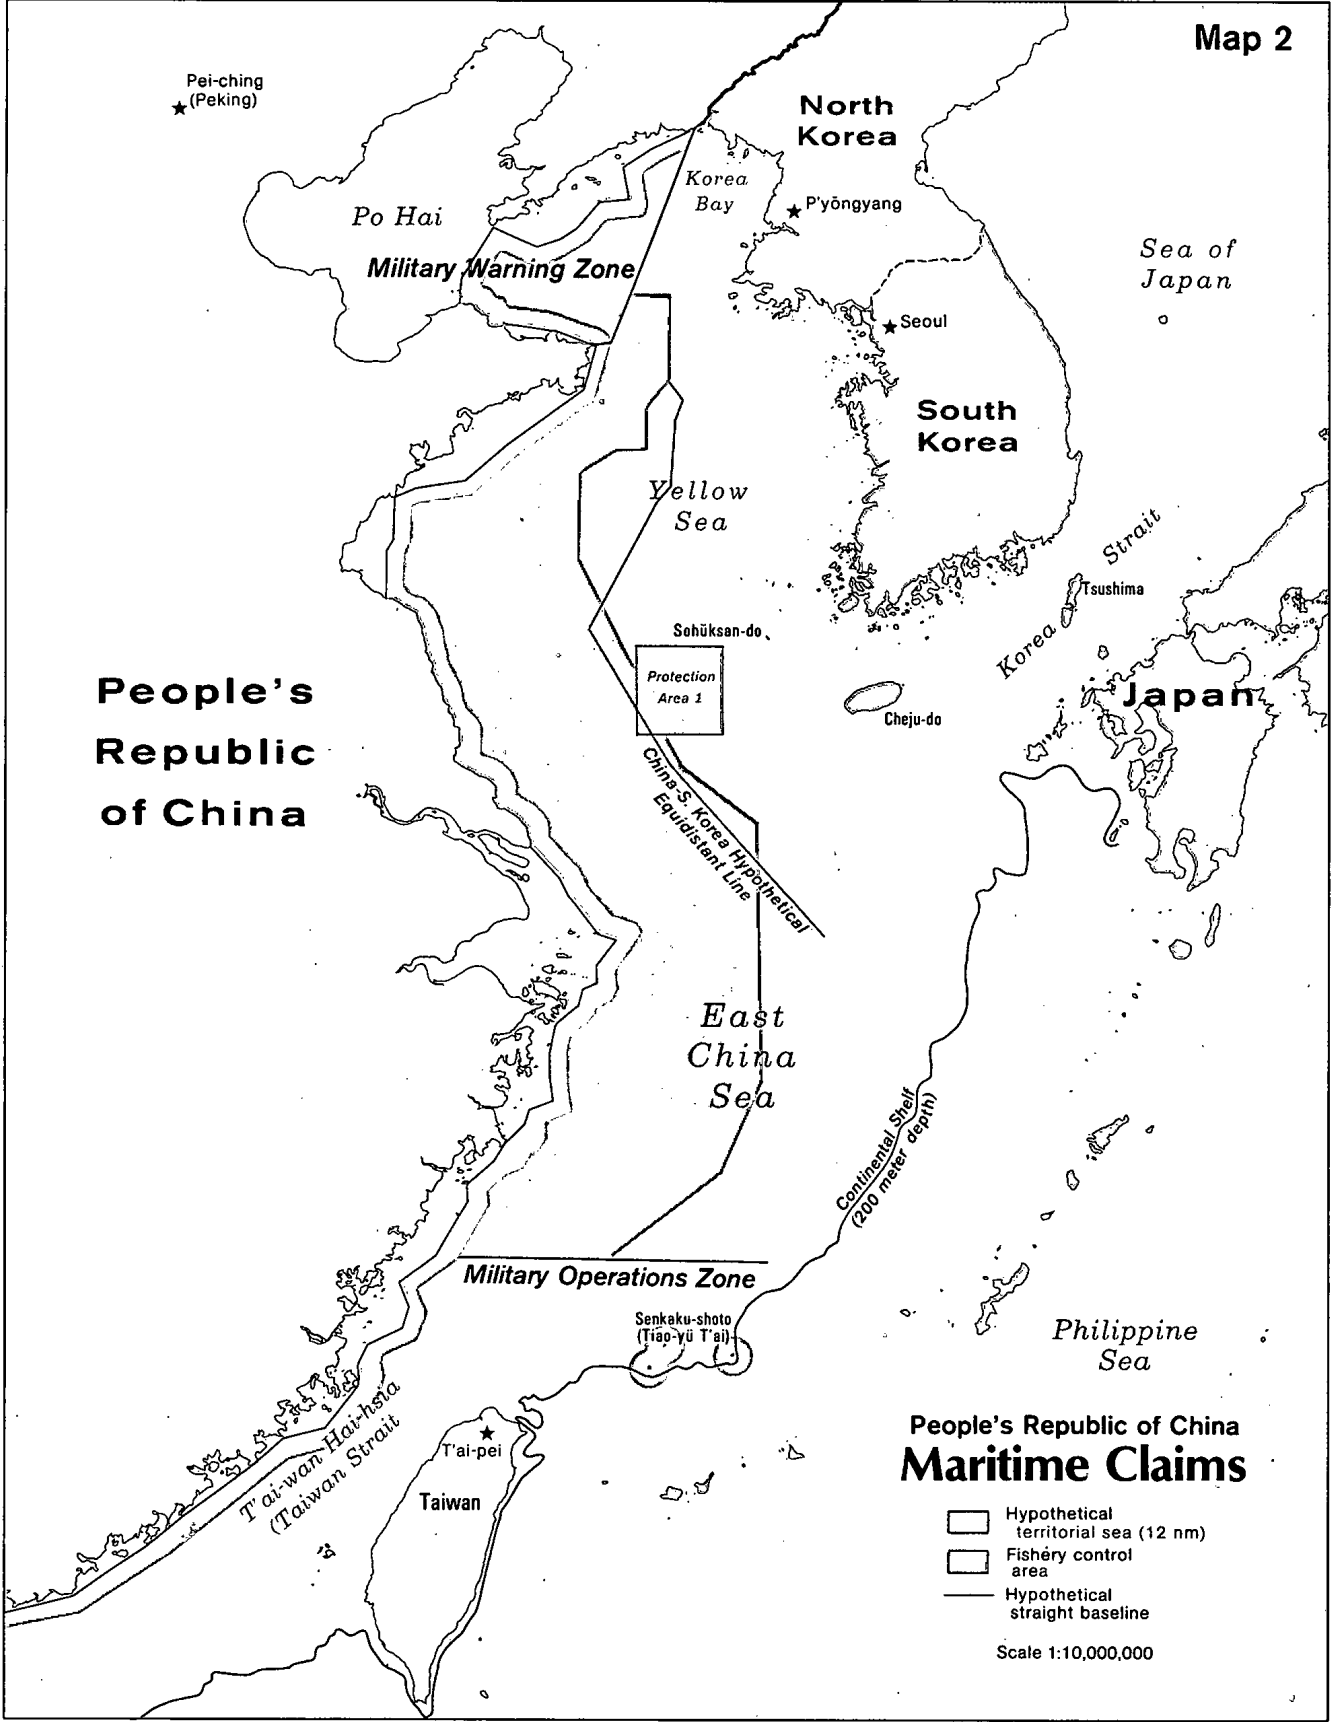 Map 2
Pei-ching
(Peking)
North
Korea
Korea
Bay
P'yŏngyang
Po Hai
Sea of
Japan
Military Warning Zone
Seoul
South
Korea
Yellow
Sea
Korea Strait
Tsushima
Sohŭksan-do
Protection
Area 1
Cheju-do
Japan
People's
Republic
of China
China-S. Korea Hypothetical
Equidistant Line
East
China
Sea
Continental Shelf
(200 meter depth)
Military Operations Zone
Senkaku-shoto
(Tiao-yü T'ai)
Philippine
Sea
T'ai-wan Hai-hsia
(Taiwan Strait
T'ai-pei
Taiwan
People's Republic of China
Maritime Claims
Hypothetical
territorial sea (12 nm)
Fishery control
area
Hypothetical
straight baseline
Scale 1:10,000,000